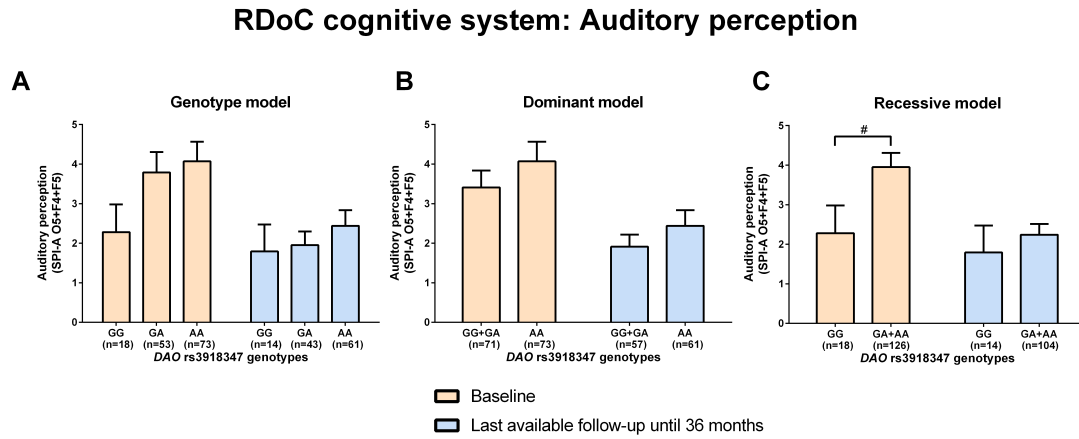 RDoC cognitive system: Auditory perception
A
Genotype model
Auditory perception
(SPI-A O5+F4+F5)
5
4
3
2
1
0
GG GA AA GG GA AA
(n=18) (n=53) (n=73) (n=14) (n=43) (n=61)
DAO rs3918347 genotypes
B
Dominant model
Auditory perception
(SPI-A O5+F4+F5)
5
4
3
2
1
0
GG+GA AA GG+GA AA
(n=71) (n=73) (n=57) (n=61)
DAO rs3918347 genotypes
C
Recessive model
Auditory perception
(SPI-A O5+F4+F5)
5
4
3
2
1
0
#
GG GA+AA GG GA+AA
(n=18) (n=126) (n=14) (n=104)
DAO rs3918347 genotypes
Baseline
Last available follow-up until 36 months